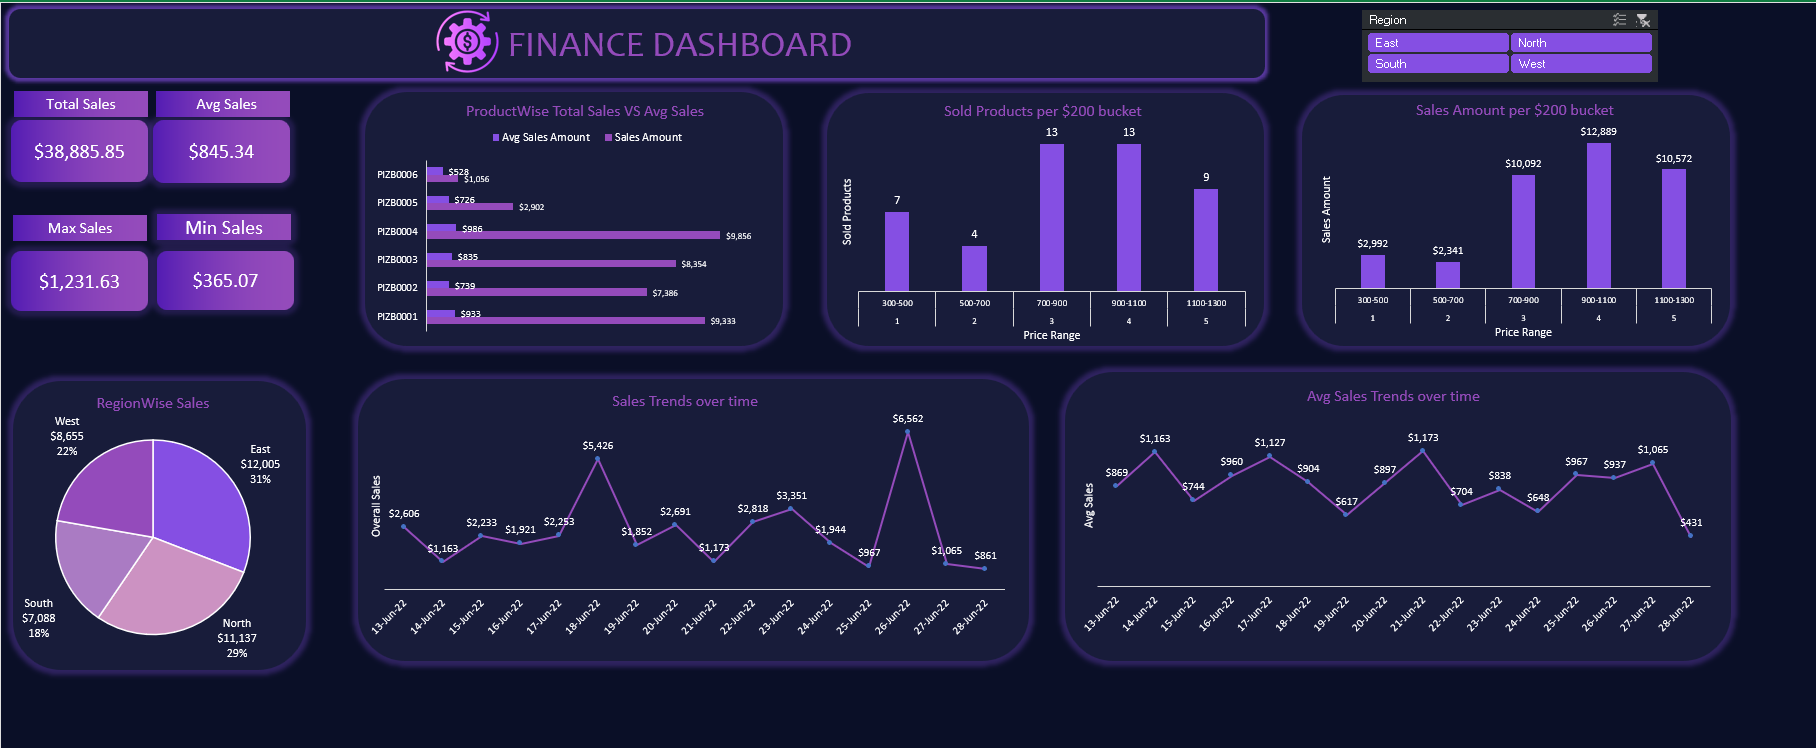 FINANCE DASHBOARD
Region
East
North
South
West
Total Sales
Avg Sales
$38,885.85
$845.34
Max Sales
Min Sales
$1,231.63
$365.07
ProductWise Total Sales VS Avg Sales
Avg Sales Amount
Sales Amount
PIZB0006
$528
$1,056
PIZB0005
$726
$2,902
PIZB0004
$986
$9,856
PIZB0003
$835
$8,354
PIZB0002
$739
$7,386
PIZB0001
$933
$9,333
Sold Products per $200 bucket
Sold Products
7
4
13
13
9
300-500
500-700
700-900
900-1100
1100-1300
1
2
3
4
5
Price Range
Sales Amount per $200 bucket
Sales Amount
$2,992
$2,341
$10,092
$12,889
$10,572
300-500
500-700
700-900
900-1100
1100-1300
1
2
3
4
5
Price Range
RegionWise Sales
West
$8,655
22%
East
$12,005
31%
South
$7,088
18%
North
$11,137
29%
Sales Trends over time
Overall Sales
$2,606
$1,163
$2,233
$1,921
$2,253
$5,426
$1,852
$2,691
$1,173
$2,818
$3,351
$1,944
$967
$6,562
$1,065
$861
13-Jun-22
14-Jun-22
15-Jun-22
16-Jun-22
17-Jun-22
18-Jun-22
19-Jun-22
20-Jun-22
21-Jun-22
22-Jun-22
23-Jun-22
24-Jun-22
25-Jun-22
26-Jun-22
27-Jun-22
28-Jun-22
Avg Sales Trends over time
Avg Sales
$869
$1,163
$744
$960
$1,127
$904
$617
$897
$1,173
$704
$838
$648
$967
$937
$1,065
$431
13-Jun-22
14-Jun-22
15-Jun-22
16-Jun-22
17-Jun-22
18-Jun-22
19-Jun-22
20-Jun-22
21-Jun-22
22-Jun-22
23-Jun-22
24-Jun-22
25-Jun-22
26-Jun-22
27-Jun-22
28-Jun-22